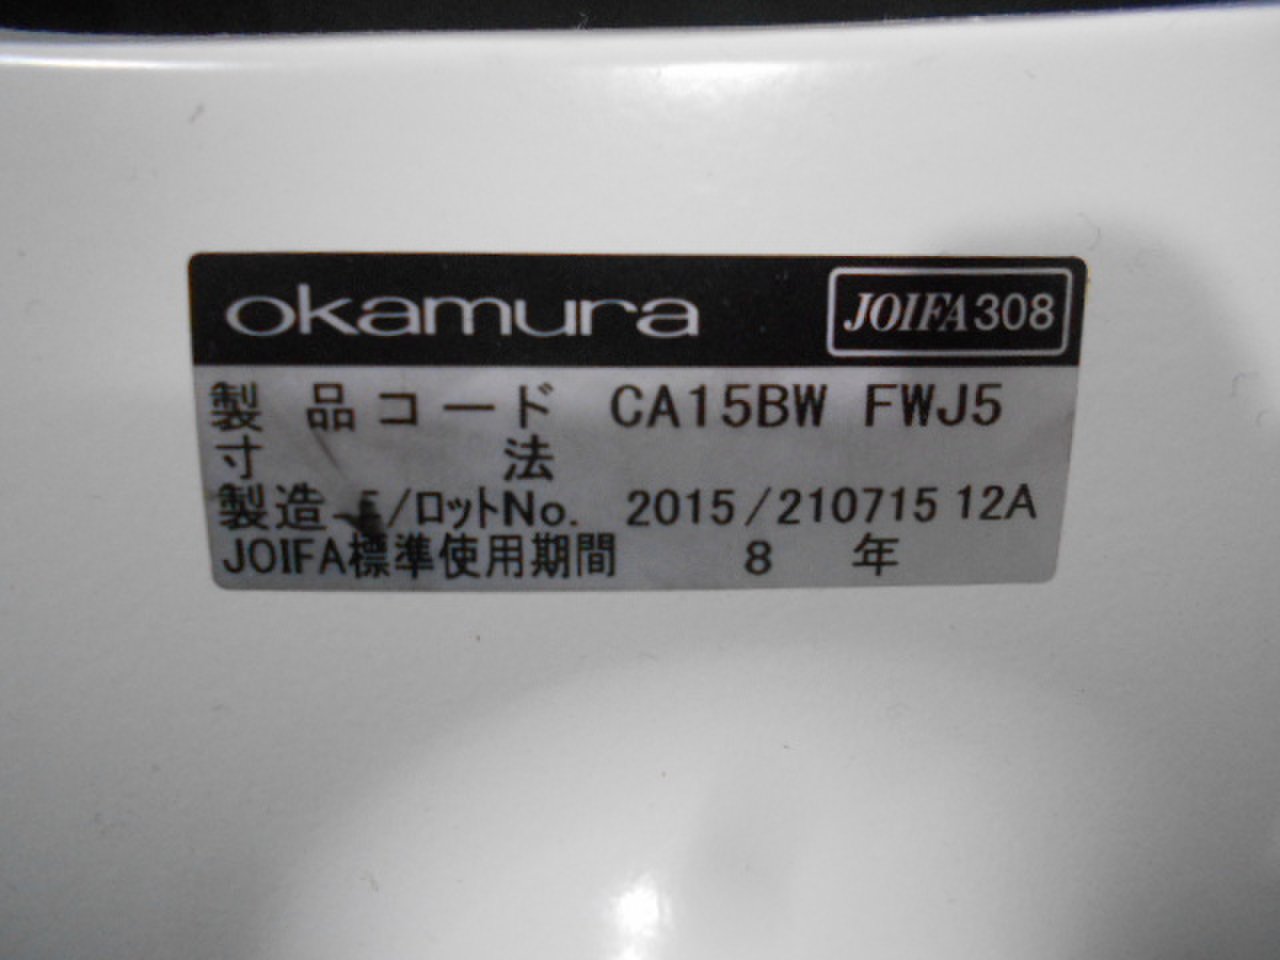 okamura
JOIFA308
製 品 コ ー ド CA15BW FWJ5
寸 法
製造 /ロットNo. 2015/210715 12A
JOIFA標準使用期間 8 年